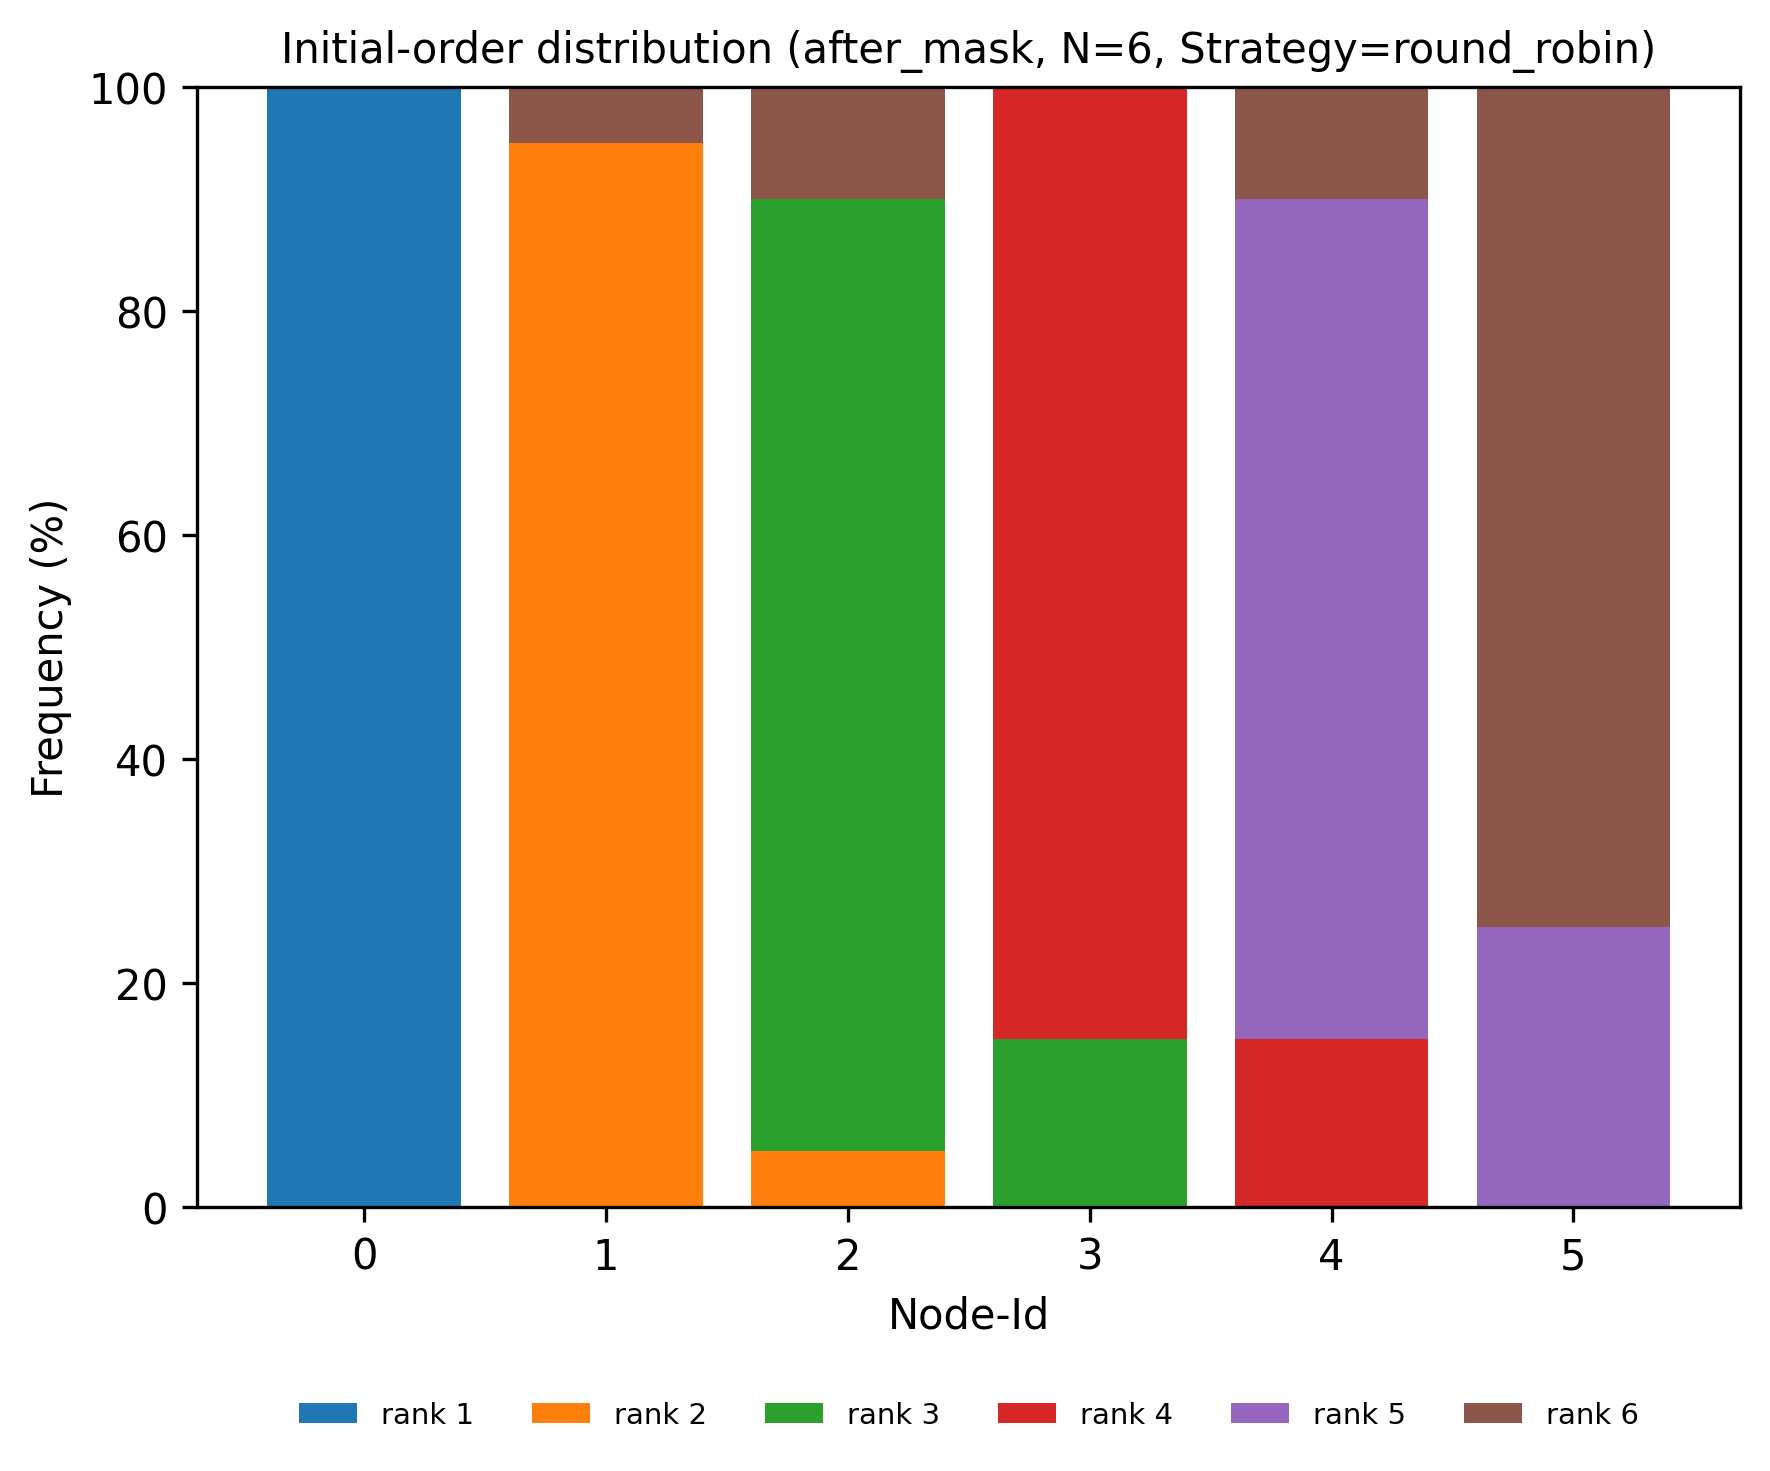 Initial-order distribution (after_mask, N=6, Strategy=round_robin)
Frequency (%)
100
80
60
40
20
0
0 1 2 3 4 5
Node-Id
rank 1 rank 2 rank 3 rank 4 rank 5 rank 6